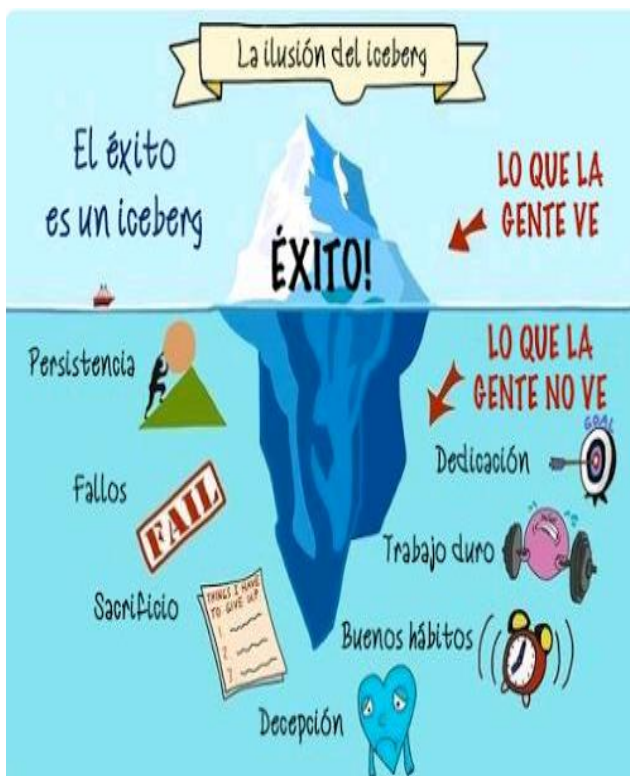 La ilusión del iceberg
El éxito
es un iceberg
LO QUE LA
GENTE VE
ÉXITO!
LO QUE LA
GENTE NO VE
Persistencia
GOAL
Dedicación
Fallos
FAIL
Trabajo duro
Sacrificio
THINGS I HAVE
TO GIVE UP
1
2
3
Buenos hábitos
Decepción